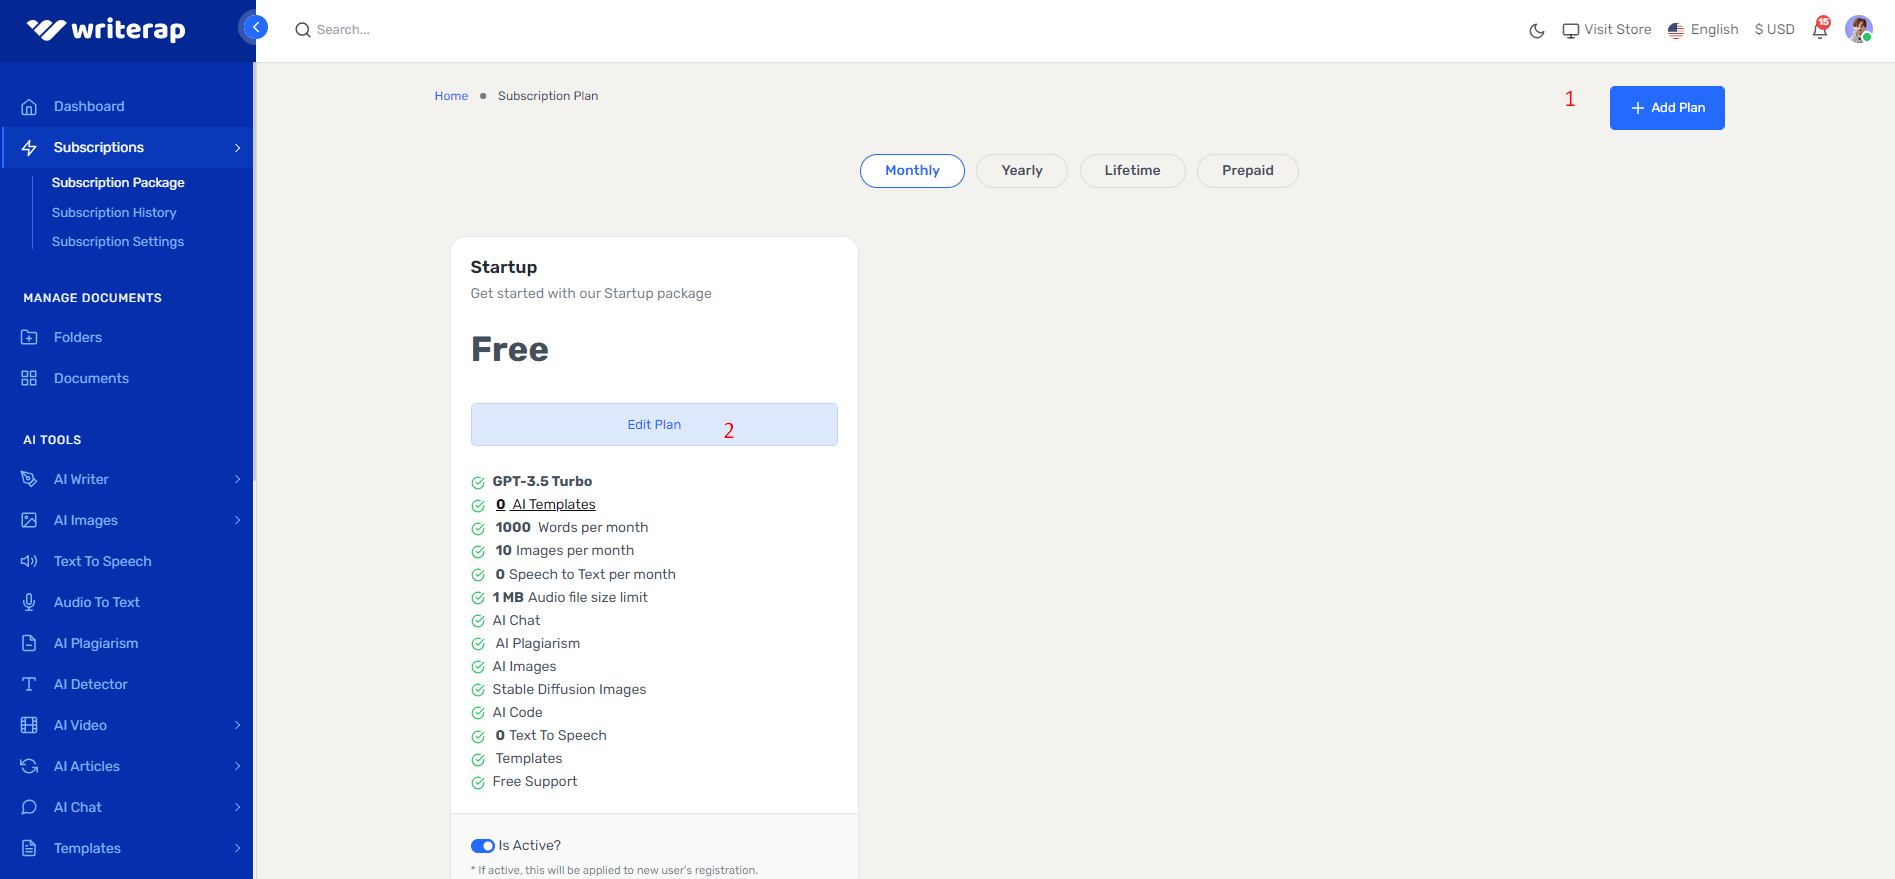 writerap
Search...
Visit Store
English
$ USD
15
Dashboard
Subscriptions
Subscription Package
Subscription History
Subscription Settings
MANAGE DOCUMENTS
Folders
Documents
AI TOOLS
AI Writer
AI Images
Text To Speech
Audio To Text
AI Plagiarism
AI Detector
AI Video
AI Articles
AI Chat
Templates
Home
Subscription Plan
1
Add Plan
Monthly
Yearly
Lifetime
Prepaid
Startup
Get started with our Startup package
Free
Edit Plan
2
GPT-3.5 Turbo
0 AI Templates
1000 Words per month
10 Images per month
0 Speech to Text per month
1 MB Audio file size limit
AI Chat
AI Plagiarism
AI Images
Stable Diffusion Images
AI Code
0 Text To Speech
Templates
Free Support
Is Active?
* If active, this will be applied to new user's registration.